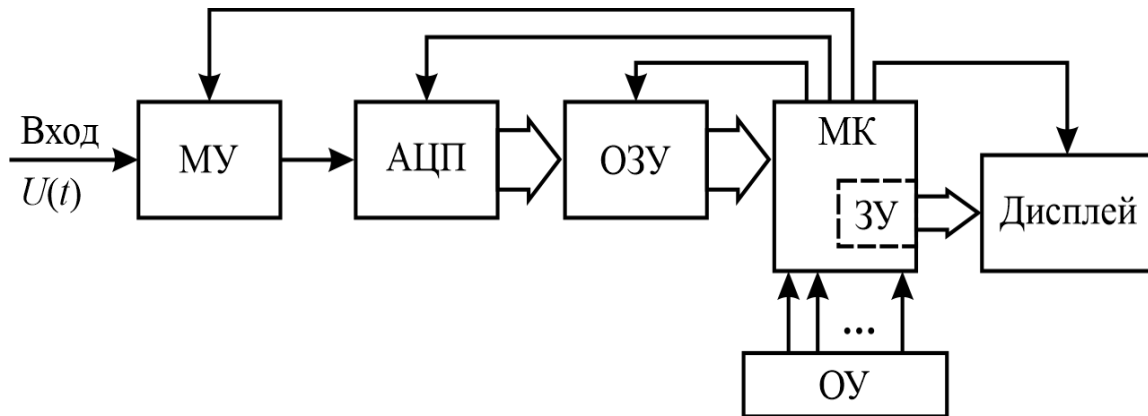 Вход
U(t)
МУ
АЦП
ОЗУ
МК
ЗУ
Дисплей
...
ОУ